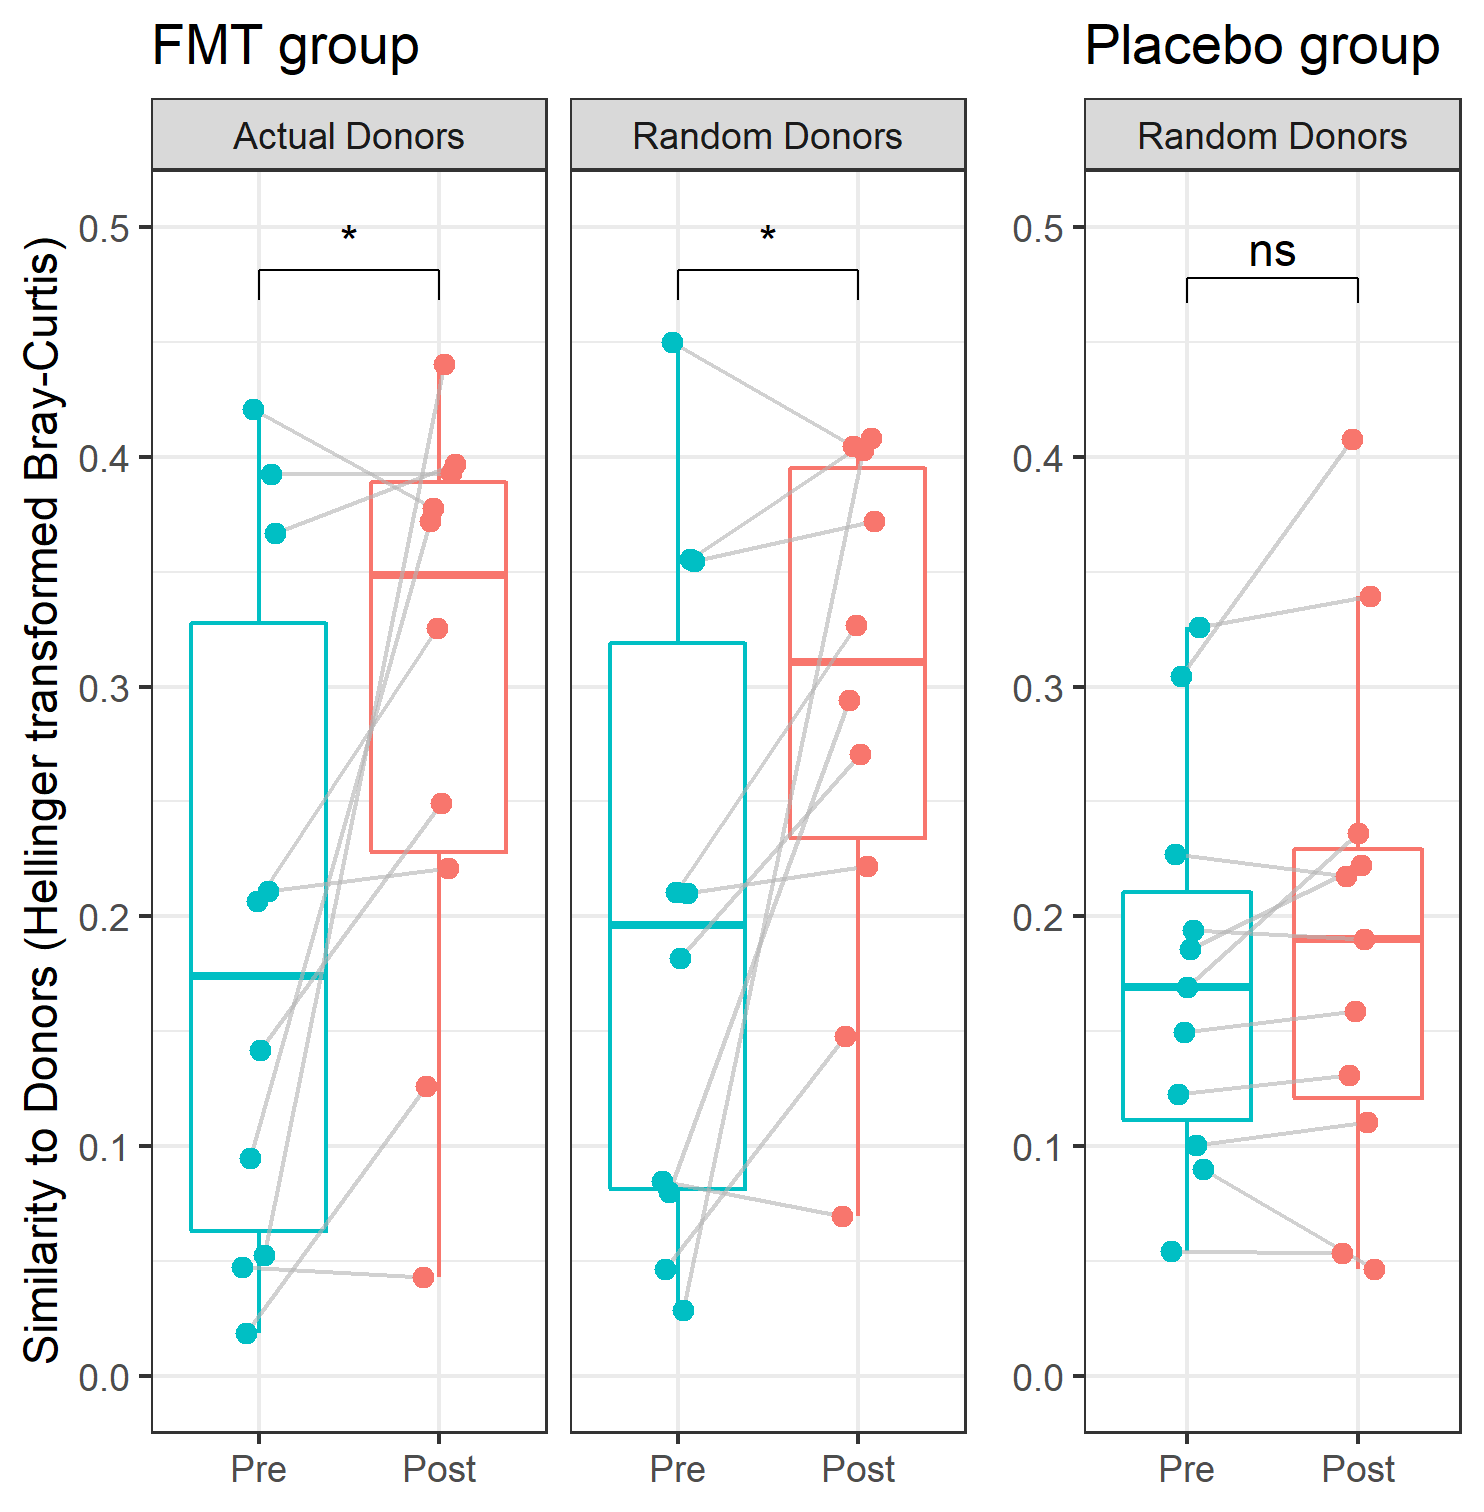 FMT group
Placebo group
Actual Donors
Random Donors
Random Donors
Similarity to Donors (Hellinger transformed Bray-Curtis)
0.5
0.4
0.3
0.2
0.1
0.0
*
*
0.5
0.4
0.3
0.2
0.1
0.0
ns
Pre
Post
Pre
Post
Pre
Post